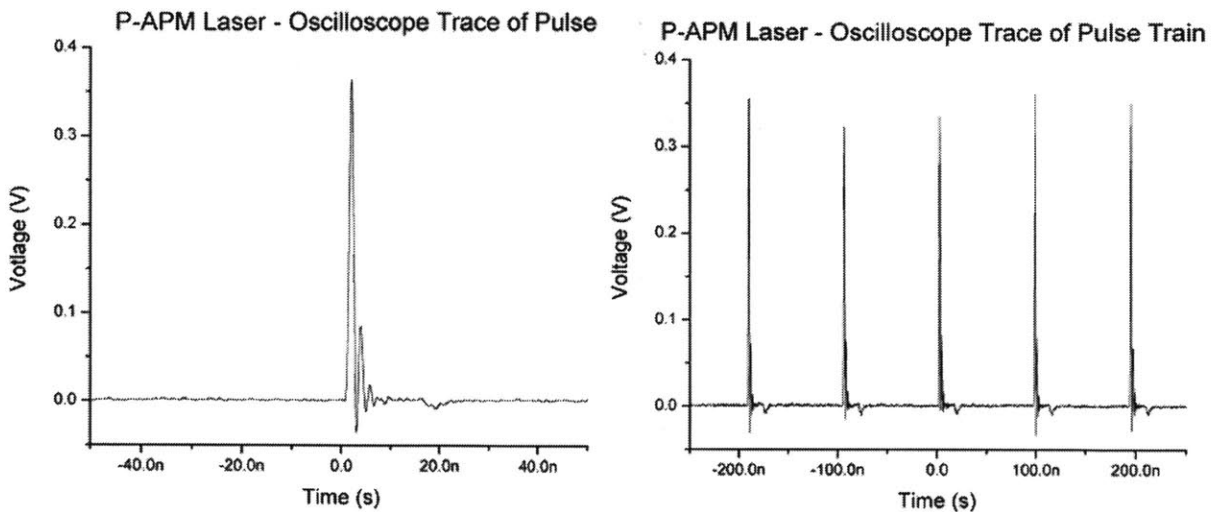 P-APM Laser - Oscilloscope Trace of Pulse
0.4
0.3
0.2
0.1
0.0
Votlage (V)
-40.0n -20.0n 0.0 20.0n 40.0n
Time (s)
P-APM Laser - Oscilloscope Trace of Pulse Train
0.4
0.3
0.2
0.1
0.0
Voltage (V)
-200.0n -100.0n 0.0 100.0n 200.0n
Time (s)